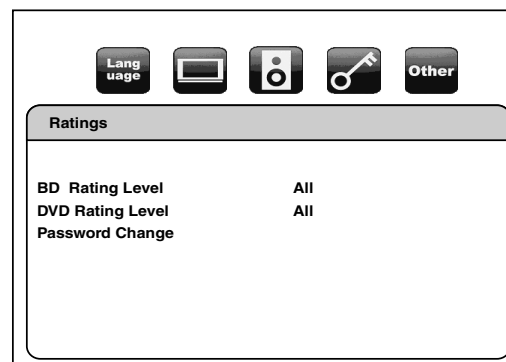 Lang
uage
Other
Ratings
BD Rating Level All
DVD Rating Level All
Password Change